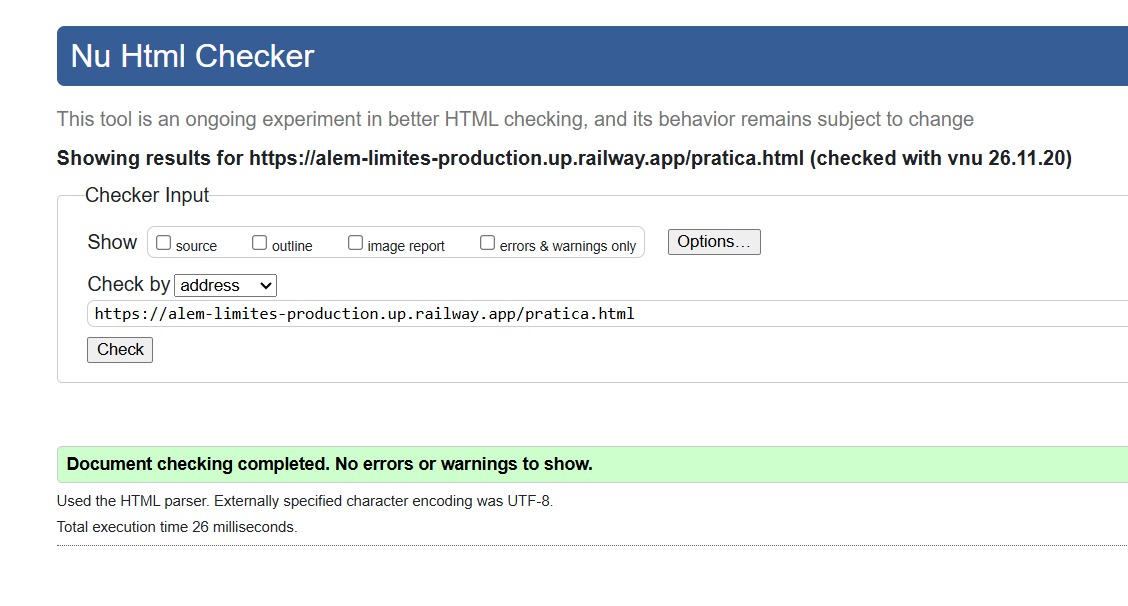 Nu Html Checker
This tool is an ongoing experiment in better HTML checking, and its behavior remains subject to change
Showing results for https://alem-limites-production.up.railway.app/pratica.html (checked with vnu 26.11.20)
Checker Input
Show source outline image report errors & warnings only Options…
Check by address
https://alem-limites-production.up.railway.app/pratica.html
Check
Document checking completed. No errors or warnings to show.
Used the HTML parser. Externally specified character encoding was UTF-8.
Total execution time 26 milliseconds.